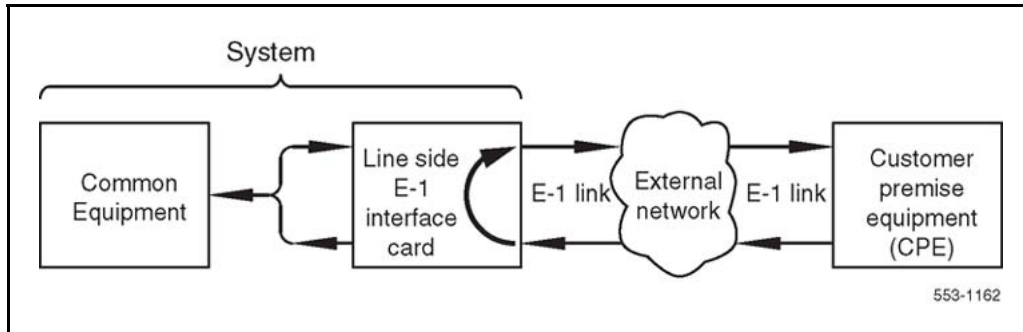 System
Common
Equipment
Line side
E-1
interface
card
E-1 link
External
network
E-1 link
Customer
premise
equipment
(CPE)
553-1162